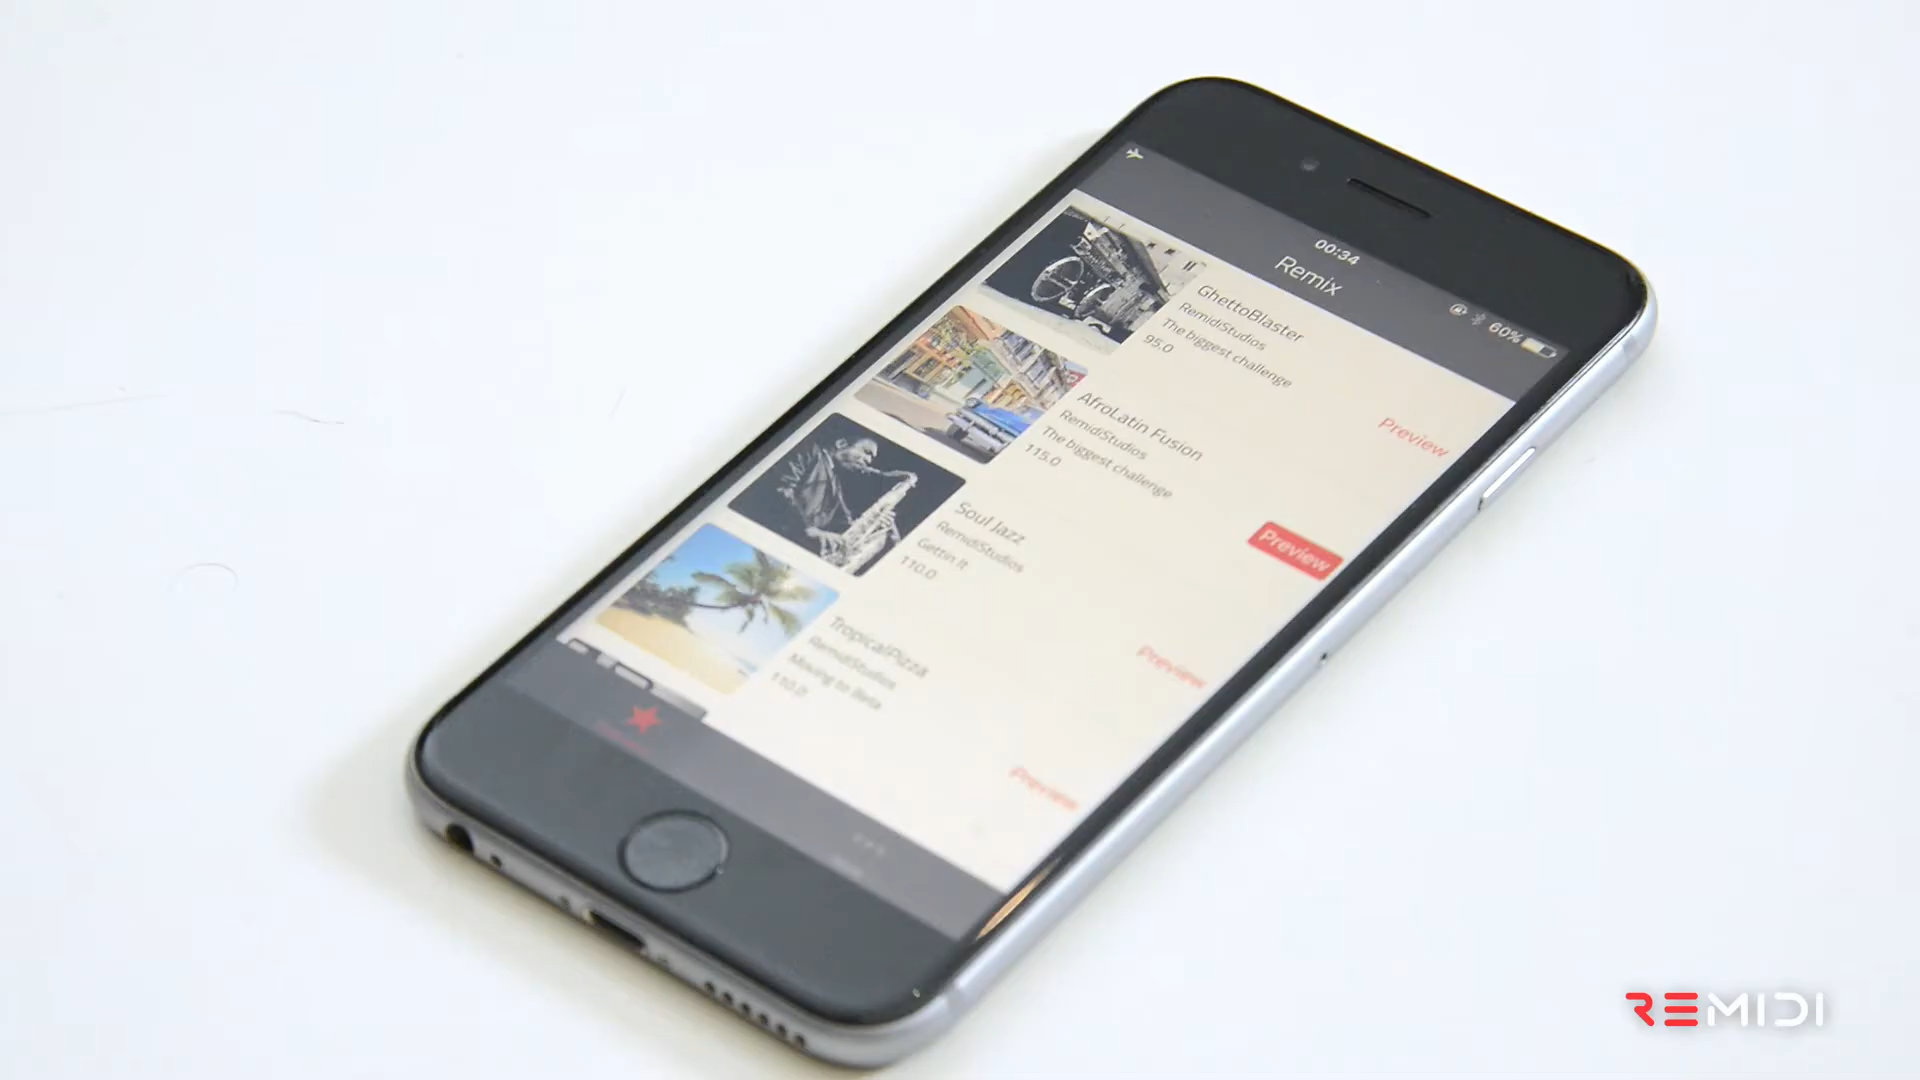 00:34
Remix
60%
GhettoBlaster
RemidiStudios
The biggest challenge
95.0
Preview
AfroLatin Fusion
RemidiStudios
The biggest challenge
115.0
Preview
Soul Jazz
RemidiStudios
Gettin It
110.0
Preview
TropicalPizza
RemidiStudios
Moving to Beta
110.0
Preview
REMIDI